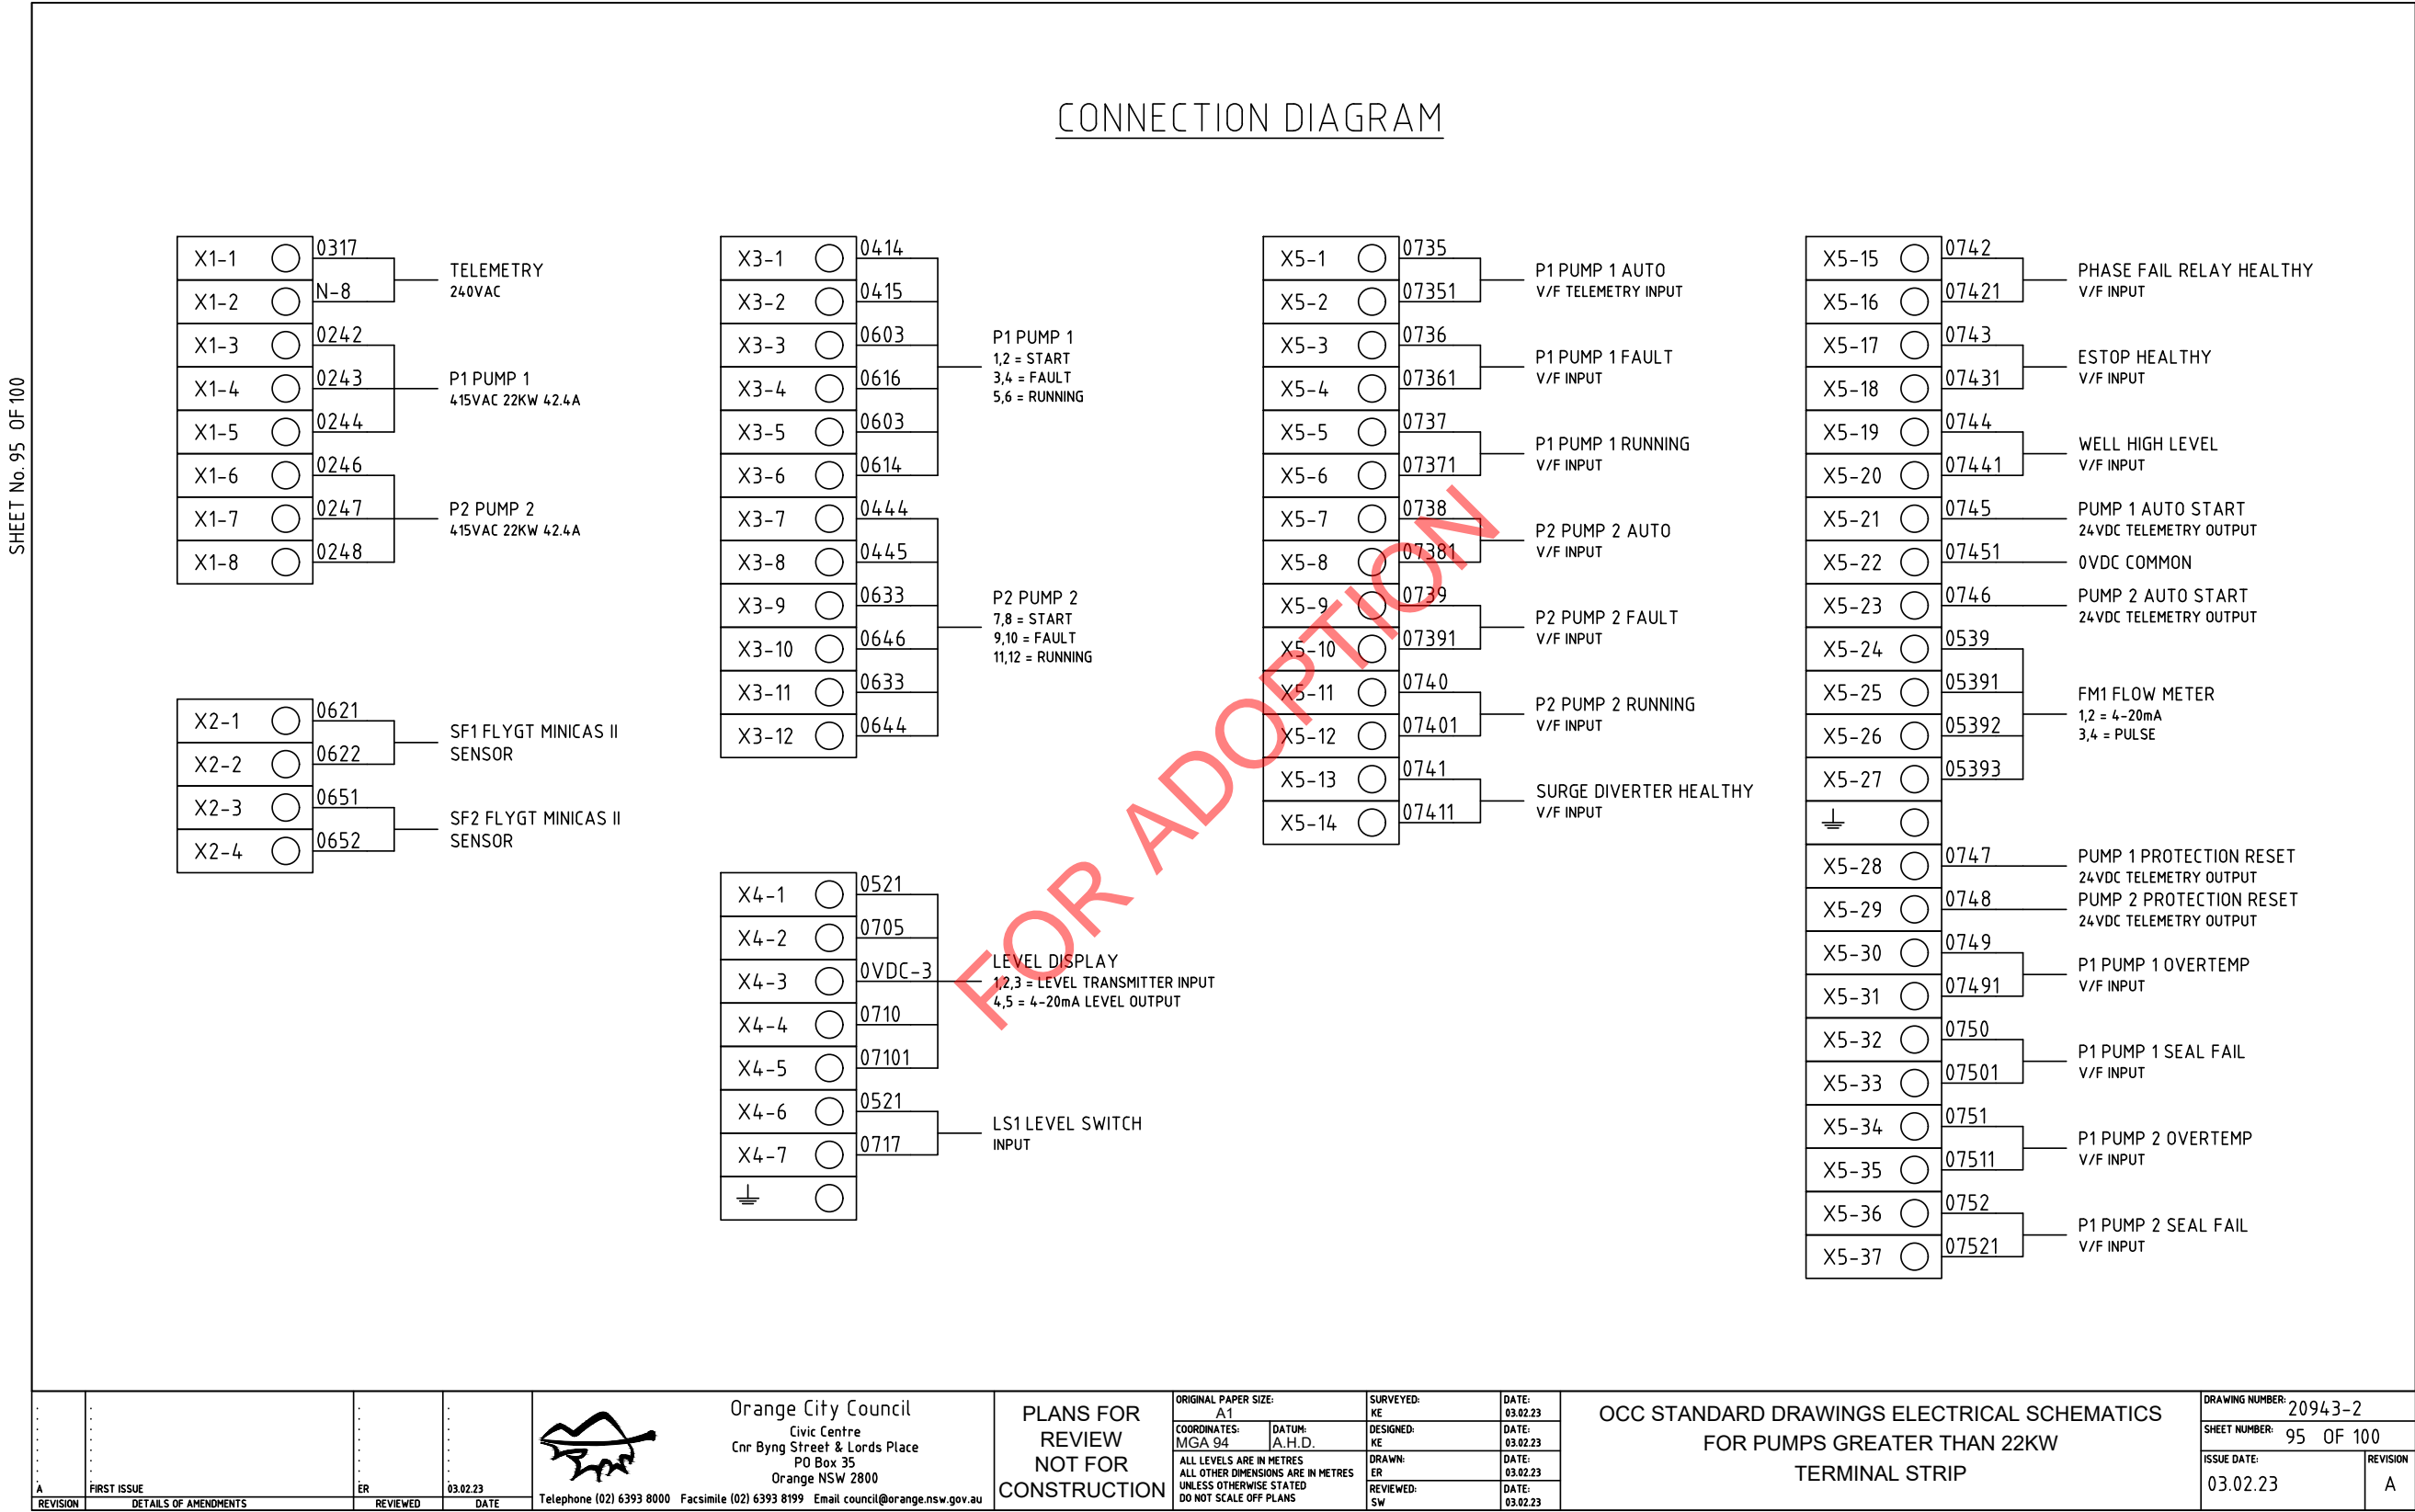 SHEET No. 95 OF 100
CONNECTION DIAGRAM
X1-1 0317
X1-2 N-8
TELEMETRY
240VAC
X1-3 0242
X1-4 0243
X1-5 0244
P1 PUMP 1
415VAC 22KW 42.4A
X1-6 0246
X1-7 0247
X1-8 0248
P2 PUMP 2
415VAC 22KW 42.4A
X2-1 0621
X2-2 0622
SF1 FLYGT MINICAS II
SENSOR
X2-3 0651
X2-4 0652
SF2 FLYGT MINICAS II
SENSOR
X3-1 0414
X3-2 0415
X3-3 0603
X3-4 0616
X3-5 0603
X3-6 0614
P1 PUMP 1
1,2 = START
3,4 = FAULT
5,6 = RUNNING
X3-7 0444
X3-8 0445
X3-9 0633
X3-10 0646
X3-11 0633
X3-12 0644
P2 PUMP 2
7,8 = START
9,10 = FAULT
11,12 = RUNNING
X4-1 0521
X4-2 0705
X4-3 0VDC-3
X4-4 0710
X4-5 07101
LEVEL DISPLAY
1,2,3 = LEVEL TRANSMITTER INPUT
4,5 = 4-20mA LEVEL OUTPUT
X4-6 0521
X4-7 0717
LS1 LEVEL SWITCH
INPUT
X5-1 0735
X5-2 07351
P1 PUMP 1 AUTO
V/F TELEMETRY INPUT
X5-3 0736
X5-4 07361
P1 PUMP 1 FAULT
V/F INPUT
X5-5 0737
X5-6 07371
P1 PUMP 1 RUNNING
V/F INPUT
X5-7 0738
X5-8 07381
P2 PUMP 2 AUTO
V/F INPUT
X5-9 0739
X5-10 07391
P2 PUMP 2 FAULT
V/F INPUT
X5-11 0740
X5-12 07401
P2 PUMP 2 RUNNING
V/F INPUT
X5-13 0741
X5-14 07411
SURGE DIVERTER HEALTHY
V/F INPUT
X5-15 0742
X5-16 07421
PHASE FAIL RELAY HEALTHY
V/F INPUT
X5-17 0743
X5-18 07431
ESTOP HEALTHY
V/F INPUT
X5-19 0744
X5-20 07441
WELL HIGH LEVEL
V/F INPUT
X5-21 0745
PUMP 1 AUTO START
24VDC TELEMETRY OUTPUT
X5-22 07451
0VDC COMMON
X5-23 0746
PUMP 2 AUTO START
24VDC TELEMETRY OUTPUT
X5-24 0539
X5-25 05391
X5-26 05392
X5-27 05393
FM1 FLOW METER
1,2 = 4-20mA
3,4 = PULSE
X5-28 0747
PUMP 1 PROTECTION RESET
24VDC TELEMETRY OUTPUT
X5-29 0748
PUMP 2 PROTECTION RESET
24VDC TELEMETRY OUTPUT
X5-30 0749
X5-31 07491
P1 PUMP 1 OVERTEMP
V/F INPUT
X5-32 0750
X5-33 07501
P1 PUMP 1 SEAL FAIL
V/F INPUT
X5-34 0751
X5-35 07511
P1 PUMP 2 OVERTEMP
V/F INPUT
X5-36 0752
X5-37 07521
P1 PUMP 2 SEAL FAIL
V/F INPUT
FOR ADOPTION
A FIRST ISSUE ER 03.02.23
REVISION DETAILS OF AMENDMENTS REVIEWED DATE
Orange City Council
Civic Centre
Cnr Byng Street & Lords Place
PO Box 35
Orange NSW 2800
Telephone (02) 6393 8000 Facsimile (02) 6393 8199 Email council@orange.nsw.gov.au
PLANS FOR
REVIEW
NOT FOR
CONSTRUCTION
ORIGINAL PAPER SIZE:
A1
COORDINATES:
MGA 94
DATUM:
A.H.D.
ALL LEVELS ARE IN METRES
ALL OTHER DIMENSIONS ARE IN METRES
UNLESS OTHERWISE STATED
DO NOT SCALE OFF PLANS
SURVEYED:
KE
DATE:
03.02.23
DESIGNED:
KE
DATE:
03.02.23
DRAWN:
ER
DATE:
03.02.23
REVIEWED:
SW
DATE:
03.02.23
OCC STANDARD DRAWINGS ELECTRICAL SCHEMATICS
FOR PUMPS GREATER THAN 22KW
TERMINAL STRIP
DRAWING NUMBER: 20943-2
SHEET NUMBER: 95 OF 100
ISSUE DATE:
03.02.23
REVISION
A